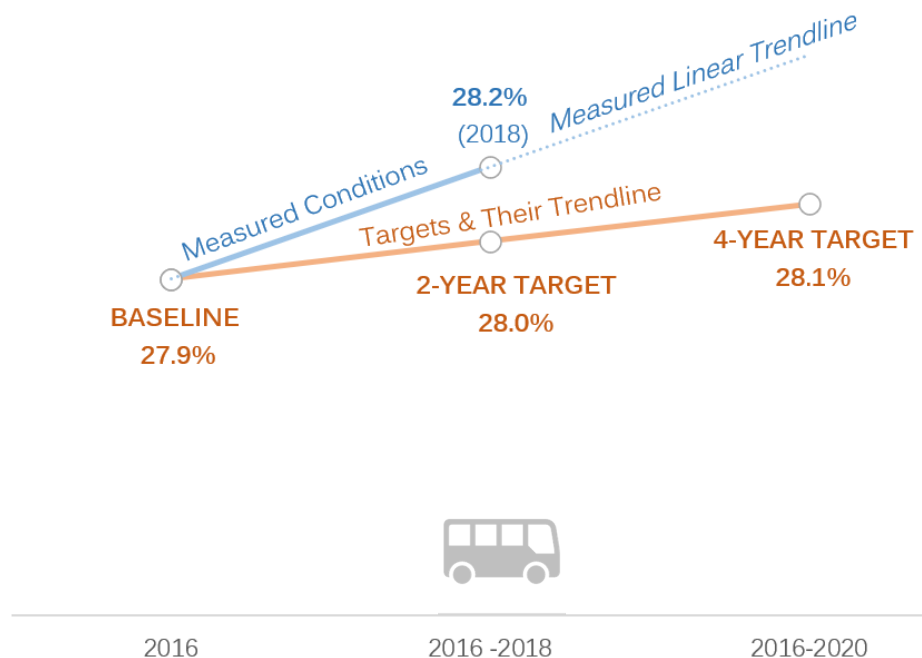 Measured Linear Trendline
28.2%
(2018)
Measured Conditions
Targets & Their Trendline
4-YEAR TARGET
28.1%
2-YEAR TARGET
28.0%
BASELINE
27.9%
2016
2016 -2018
2016-2020